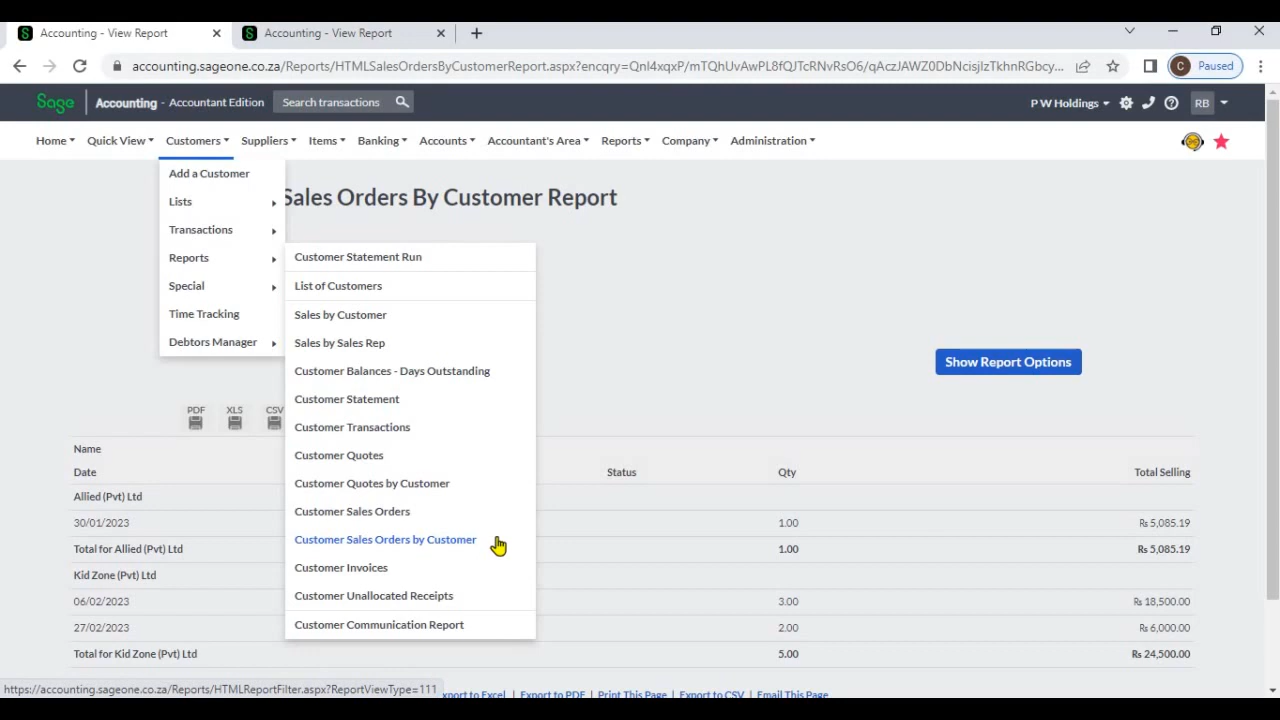 Accounting - View Report
Accounting - View Report
accounting.sageone.co.za/Reports/HTMLSalesOrdersByCustomerReport.aspx?encqry=QnI4xqxP/mTQhUvAwPL8fQJTcRNvRsO6/qAczJAWZ0DbNcisjIzTkhnRGbcy...
C Paused
Sage Accounting - Accountant Edition Search transactions P W Holdings RB
Home Quick View Customers Suppliers Items Banking Accounts Accountant's Area Reports Company Administration
Sales Orders By Customer Report
Add a Customer
Lists
Transactions
Reports
Special
Time Tracking
Debtors Manager
Customer Statement Run
List of Customers
Sales by Customer
Sales by Sales Rep
Customer Balances - Days Outstanding
Customer Statement
Customer Transactions
Customer Quotes
Customer Quotes by Customer
Customer Sales Orders
Customer Sales Orders by Customer
Customer Invoices
Customer Unallocated Receipts
Customer Communication Report
Show Report Options
PDF XLS CSV
Name
Date Status Qty Total Selling
Allied (Pvt) Ltd
30/01/2023 1.00 Rs 5,085.19
Total for Allied (Pvt) Ltd 1.00 Rs 5,085.19
Kid Zone (Pvt) Ltd
06/02/2023 3.00 Rs 18,500.00
27/02/2023 2.00 Rs 6,000.00
Total for Kid Zone (Pvt) Ltd 5.00 Rs 24,500.00
https://accounting.sageone.co.za/Reports/HTMLReportFilter.aspx?ReportViewType=111
xport to Excel | Export to PDF | Print This Page | Export to CSV | Email This Page